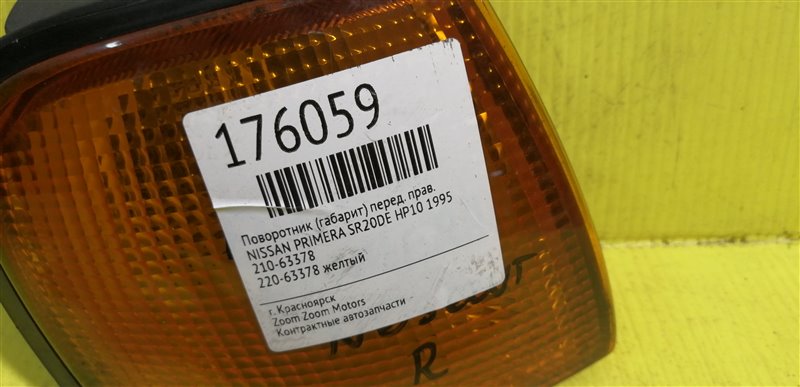 176059
Поворотник (габарит) перед. прав.
NISSAN PRIMERA SR20DE HP10 1995
210-63378
220-63378 желтый
г. Красноярск
Zoom Zoom Motors
Контрактные автозапчасти
R